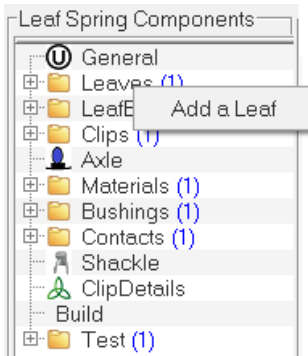 Leaf Spring Components
General
Leaves (1)
Add a Leaf
Clips (1)
Axle
Materials (1)
Bushings (1)
Contacts (1)
Shackle
ClipDetails
Build
Test (1)